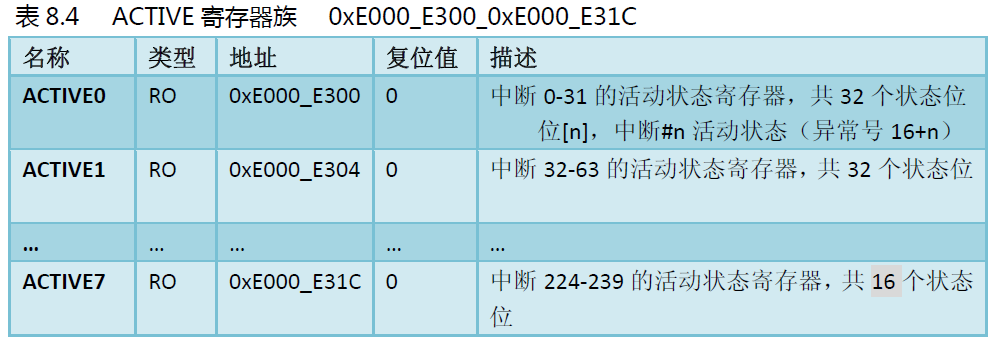 表 8.4 ACTIVE 寄存器族 0xE000_E300_0xE000_E31C
名称 类型 地址 复位值 描述
ACTIVE0 RO 0xE000_E300 0 中断 0-31 的活动状态寄存器，共 32 个状态位
位[n]，中断#n 活动状态（异常号 16+n）
ACTIVE1 RO 0xE000_E304 0 中断 32-63 的活动状态寄存器，共 32 个状态位
… … … … …
ACTIVE7 RO 0xE000_E31C 0 中断 224-239 的活动状态寄存器，共 16 个状态
位